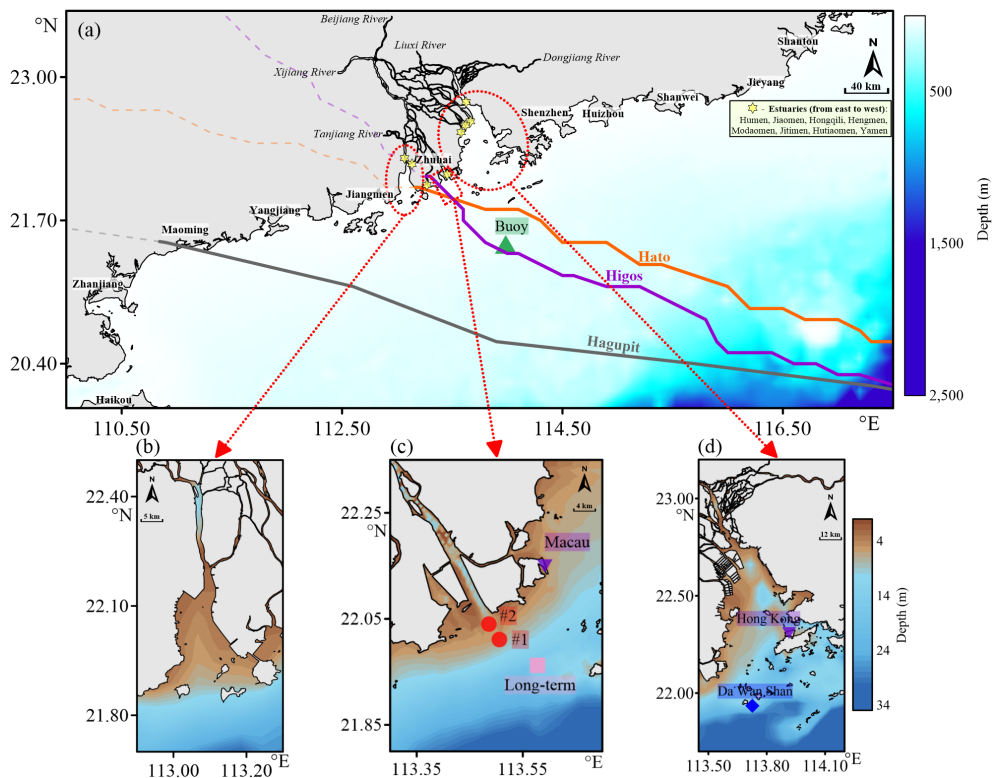 °N
(a)
Beijiang River
Liuxi River
Xijiang River
Dongjiang River
Tanjiang River
Shantou
N
40 km
Jieyang
Shanwei
Shenzhen
Huizhou
- Estuaries (from east to west):
Humen, Jiaomen, Hongqili, Hengmen,
Modaomen, Jitimen, Hutiaomen, Yamen
Zhuhai
Jiangmen
Yangjiang
Maoming
Zhanjiang
Haikou
Buoy
Hato
Higos
Hagupit
23.00
21.70
20.40
110.50
112.50
114.50
116.50
°E
500
1,500
2,500
Depth (m)
(b)
N
5 km
22.40
°N
22.10
21.80
113.00
113.20
°E
(c)
N
4 km
22.25
°N
Macau
22.05
#2
#1
Long-term
21.85
113.35
113.55
°E
(d)
N
12 km
23.00
°N
22.50
Hong Kong
22.00
Da Wan Shan
113.50
113.80
114.10
°E
4
14
24
34
Depth (m)